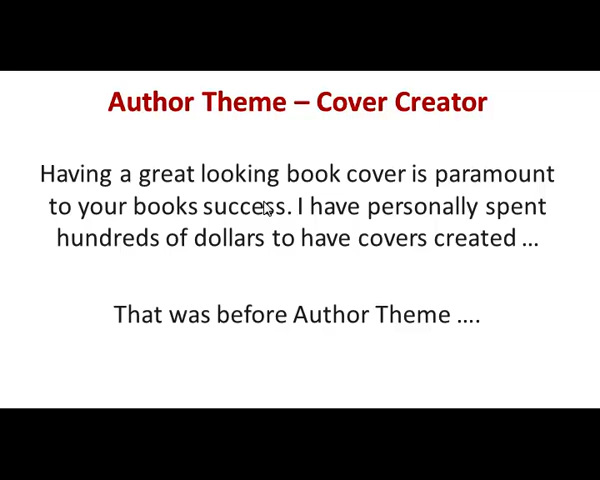 Author Theme – Cover Creator
Having a great looking book cover is paramount
to your books success. I have personally spent
hundreds of dollars to have covers created ...
That was before Author Theme ....